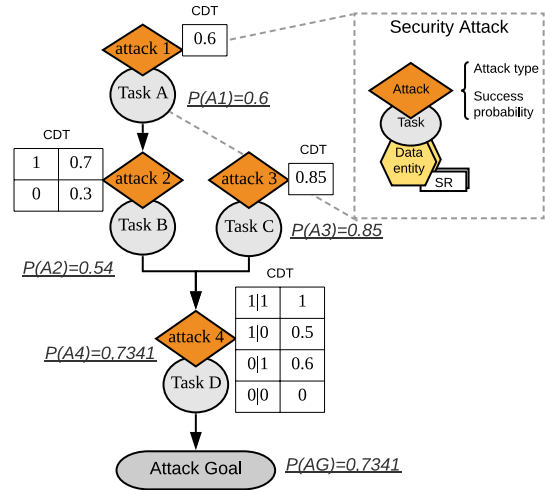 CDT
Security Attack
attack 1
0.6
Task A
P(A1)=0.6
Attack
Attack type
Success
probability
Task
Data
entity
SR
CDT
1 0.7
0 0.3
attack 2
Task B
P(A2)=0.54
CDT
attack 3
0.85
Task C
P(A3)=0.85
CDT
attack 4
1|1 1
1|0 0.5
0|1 0.6
0|0 0
P(A4)=0,7341
Task D
Attack Goal
P(AG)=0,7341